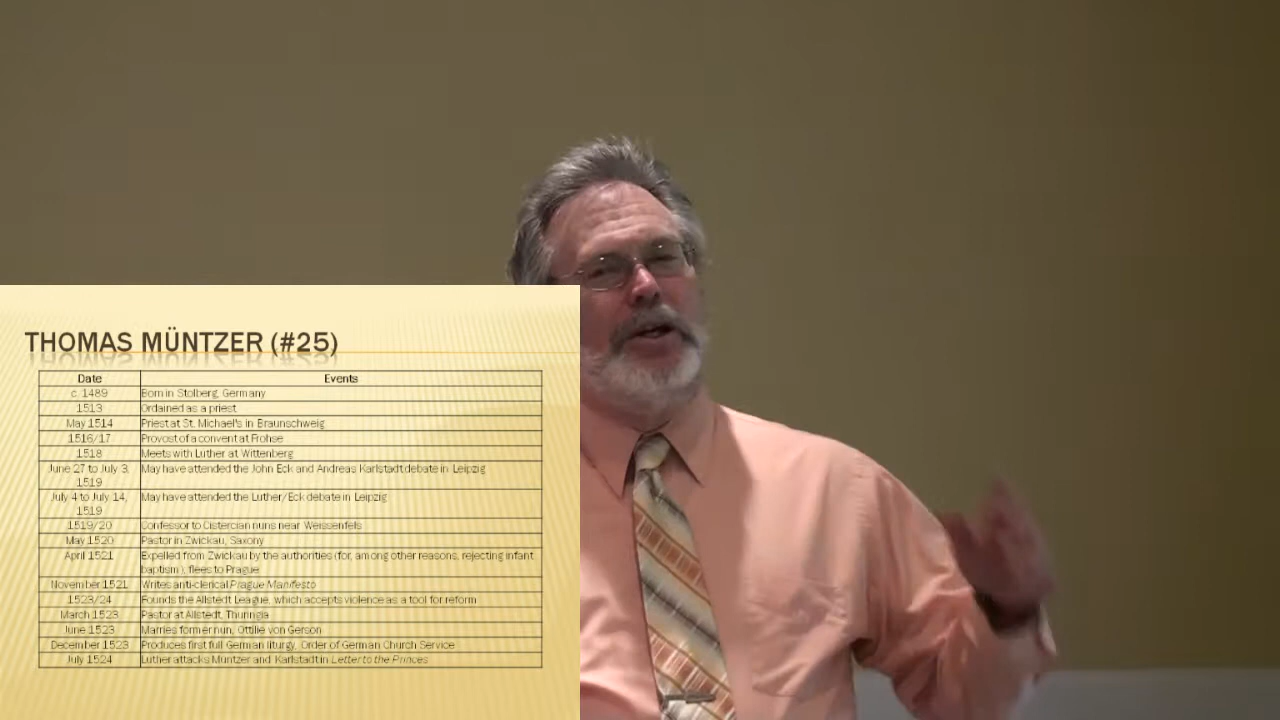 THOMAS MÜNTZER (#25)
Date Events
c. 1489 Born in Stolberg, Germany
1513 Ordained as a priest
May 1514 Priest at St. Michael's in Braunschweig
1516/17 Provost of a convent at Frohse
1518 Meets with Luther at Wittenberg
June 27 to July 3, May have attended the John Eck and Andreas Karlstadt debate in Leipzig
1519
July 4 to July 14, May have attended the Luther/Eck debate in Leipzig
1519
1519/20 Confessor to Cistercian nuns near Weissenfels
May 1520 Pastor in Zwickau, Saxony
April 1521 Expelled from Zwickau by the authorities (for, among other reasons, rejecting infant
baptism), flees to Prague
November 1521 Writes anti-clerical Prague Manifesto
1523/24 Founds the Allstedt League, which accepts violence as a tool for reform
March 1523 Pastor at Allstedt, Thuringia
June 1523 Marries former nun, Ottilie von Gerson
December 1523 Produces first full German liturgy, Order of German Church Service
July 1524 Luther attacks Müntzer and Karlstadt in Letter to the Princes